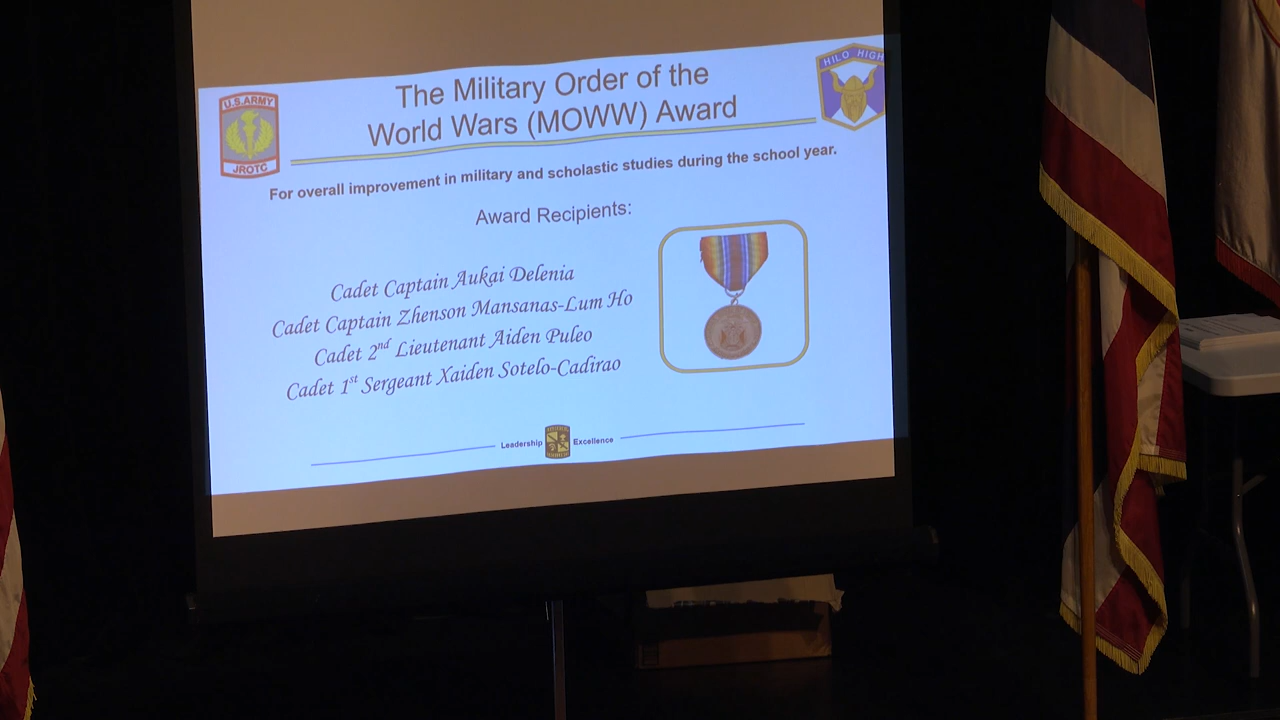 The Military Order of the
World Wars (MOWW) Award
U.S.ARMY
JROTC
HILO HIGH
For overall improvement in military and scholastic studies during the school year.
Award Recipients:
Cadet Captain Aukai Delenia
Cadet Captain Zhenson Mansanas-Lum Ho
Cadet 2nd Lieutenant Aiden Puleo
Cadet 1st Sergeant Xaiden Sotelo-Cadirao
Leadership Excellence